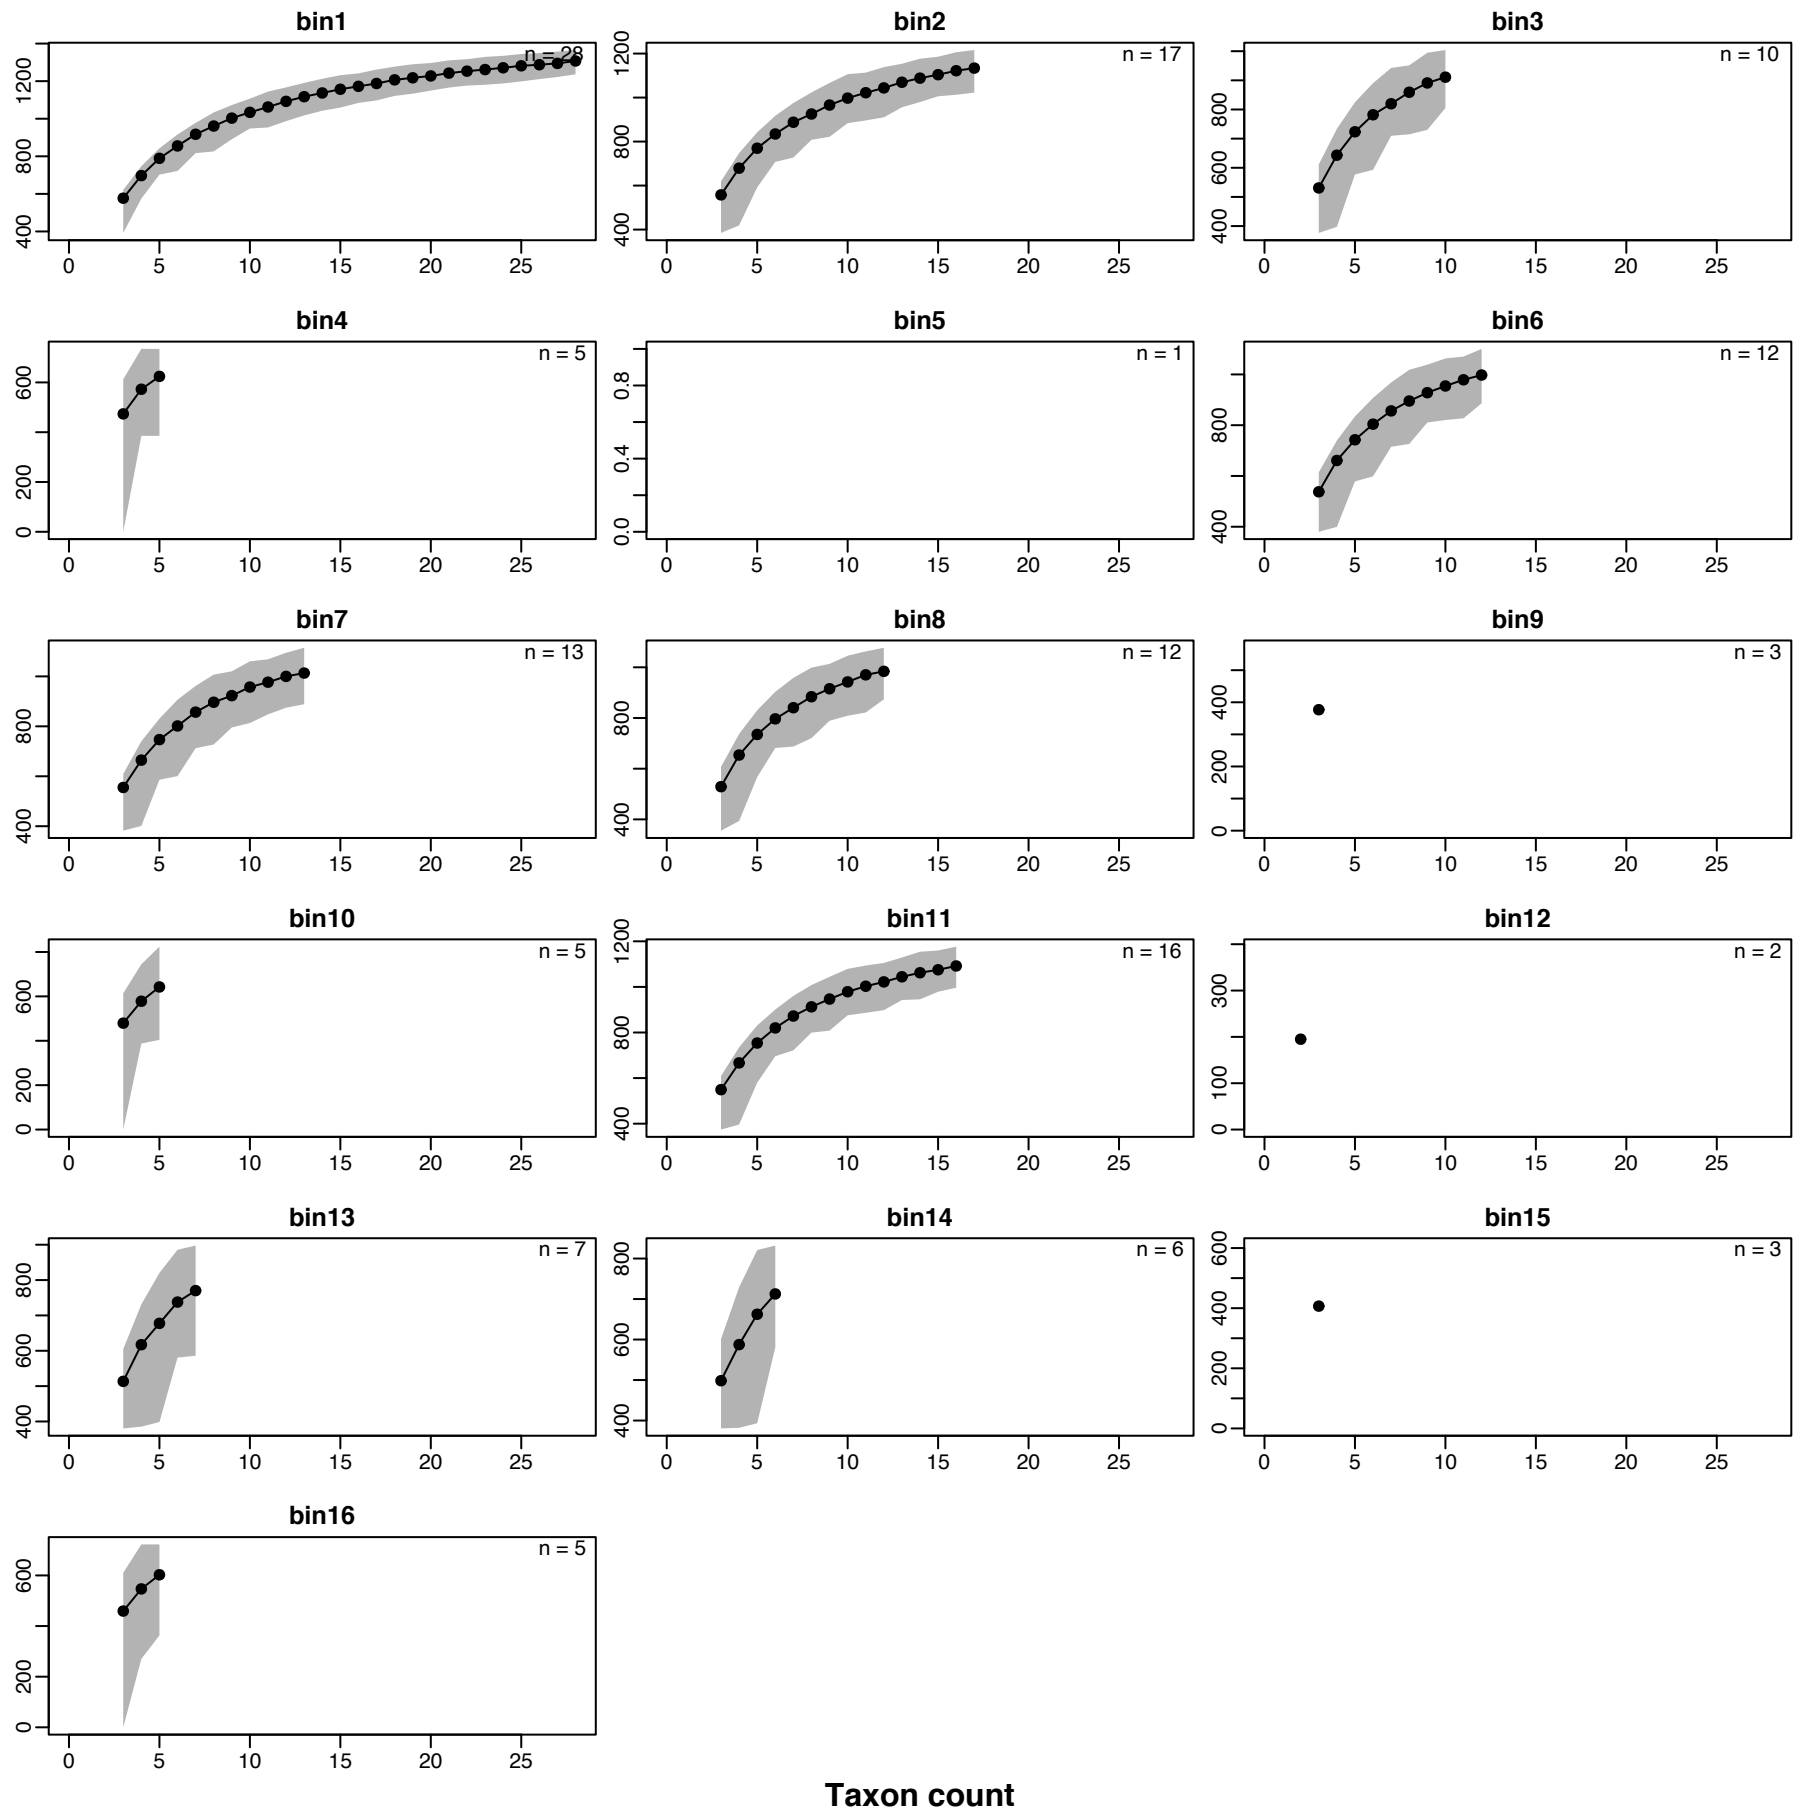 bin1
n = 28
400 800 1200
0 5 10 15 20 25
bin2
n = 17
400 800 1200
0 5 10 15 20 25
bin3
n = 10
400 600 800
0 5 10 15 20 25
bin4
n = 5
0 200 600
0 5 10 15 20 25
bin5
n = 1
0.0 0.4 0.8
0 5 10 15 20 25
bin6
n = 12
400 800
0 5 10 15 20 25
bin7
n = 13
400 800
0 5 10 15 20 25
bin8
n = 12
400 800
0 5 10 15 20 25
bin9
n = 3
0 200 400
0 5 10 15 20 25
bin10
n = 5
0 200 600
0 5 10 15 20 25
bin11
n = 16
400 800 1200
0 5 10 15 20 25
bin12
n = 2
0 100 300
0 5 10 15 20 25
bin13
n = 7
400 600 800
0 5 10 15 20 25
bin14
n = 6
400 600 800
0 5 10 15 20 25
bin15
n = 3
0 200 400 600
0 5 10 15 20 25
bin16
n = 5
0 200 600
0 5 10 15 20 25
Taxon count